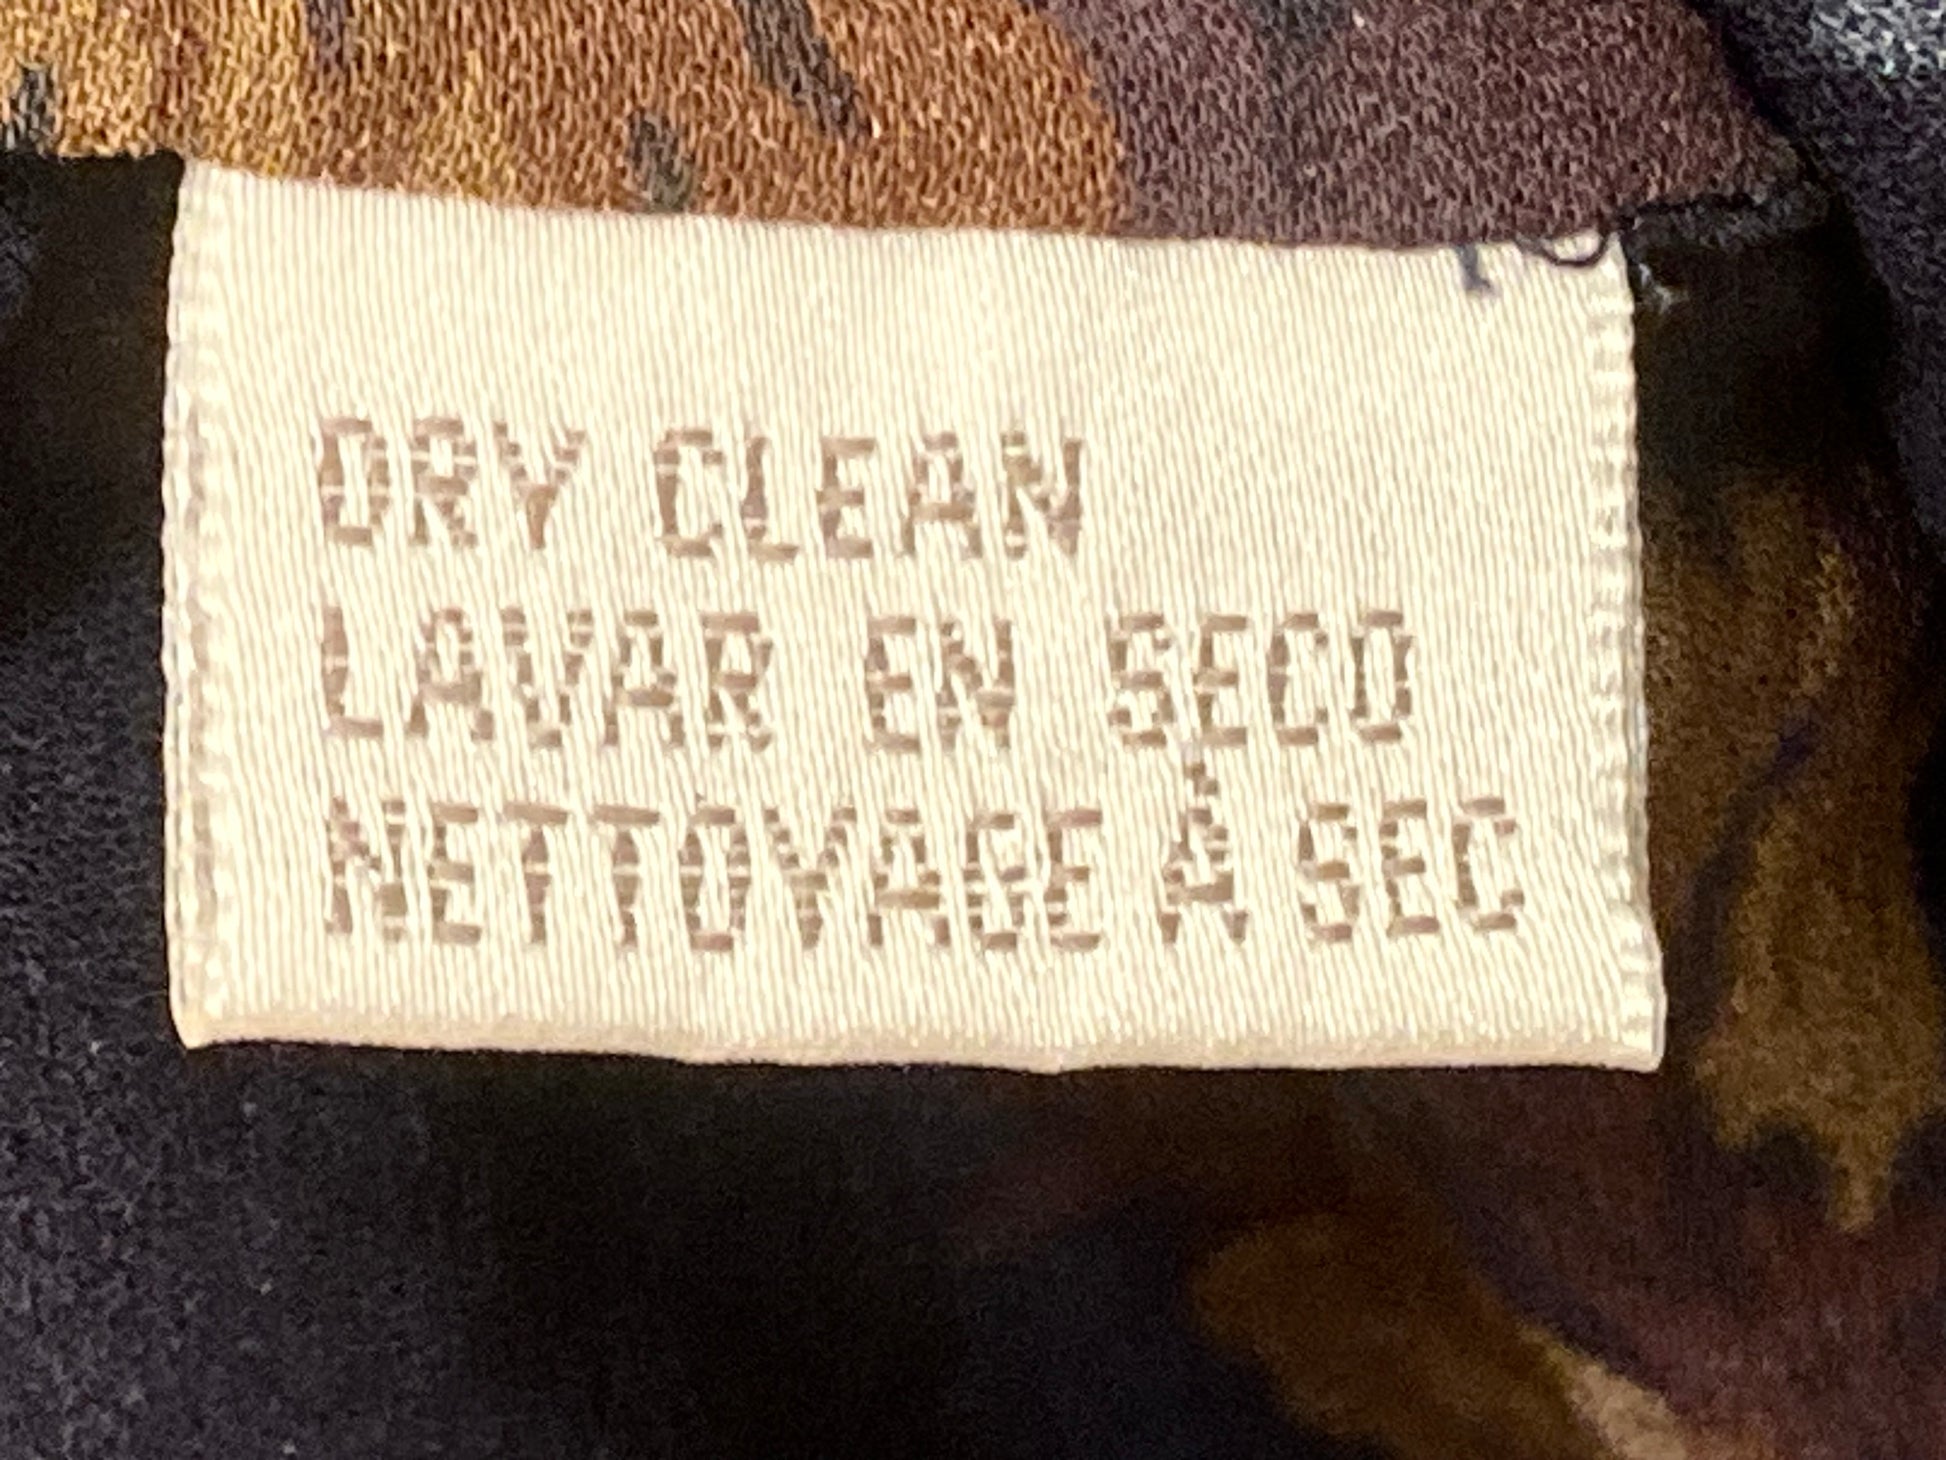 DRY CLEAN
LAVAR EN SECO
NETTOYAGE À SEC